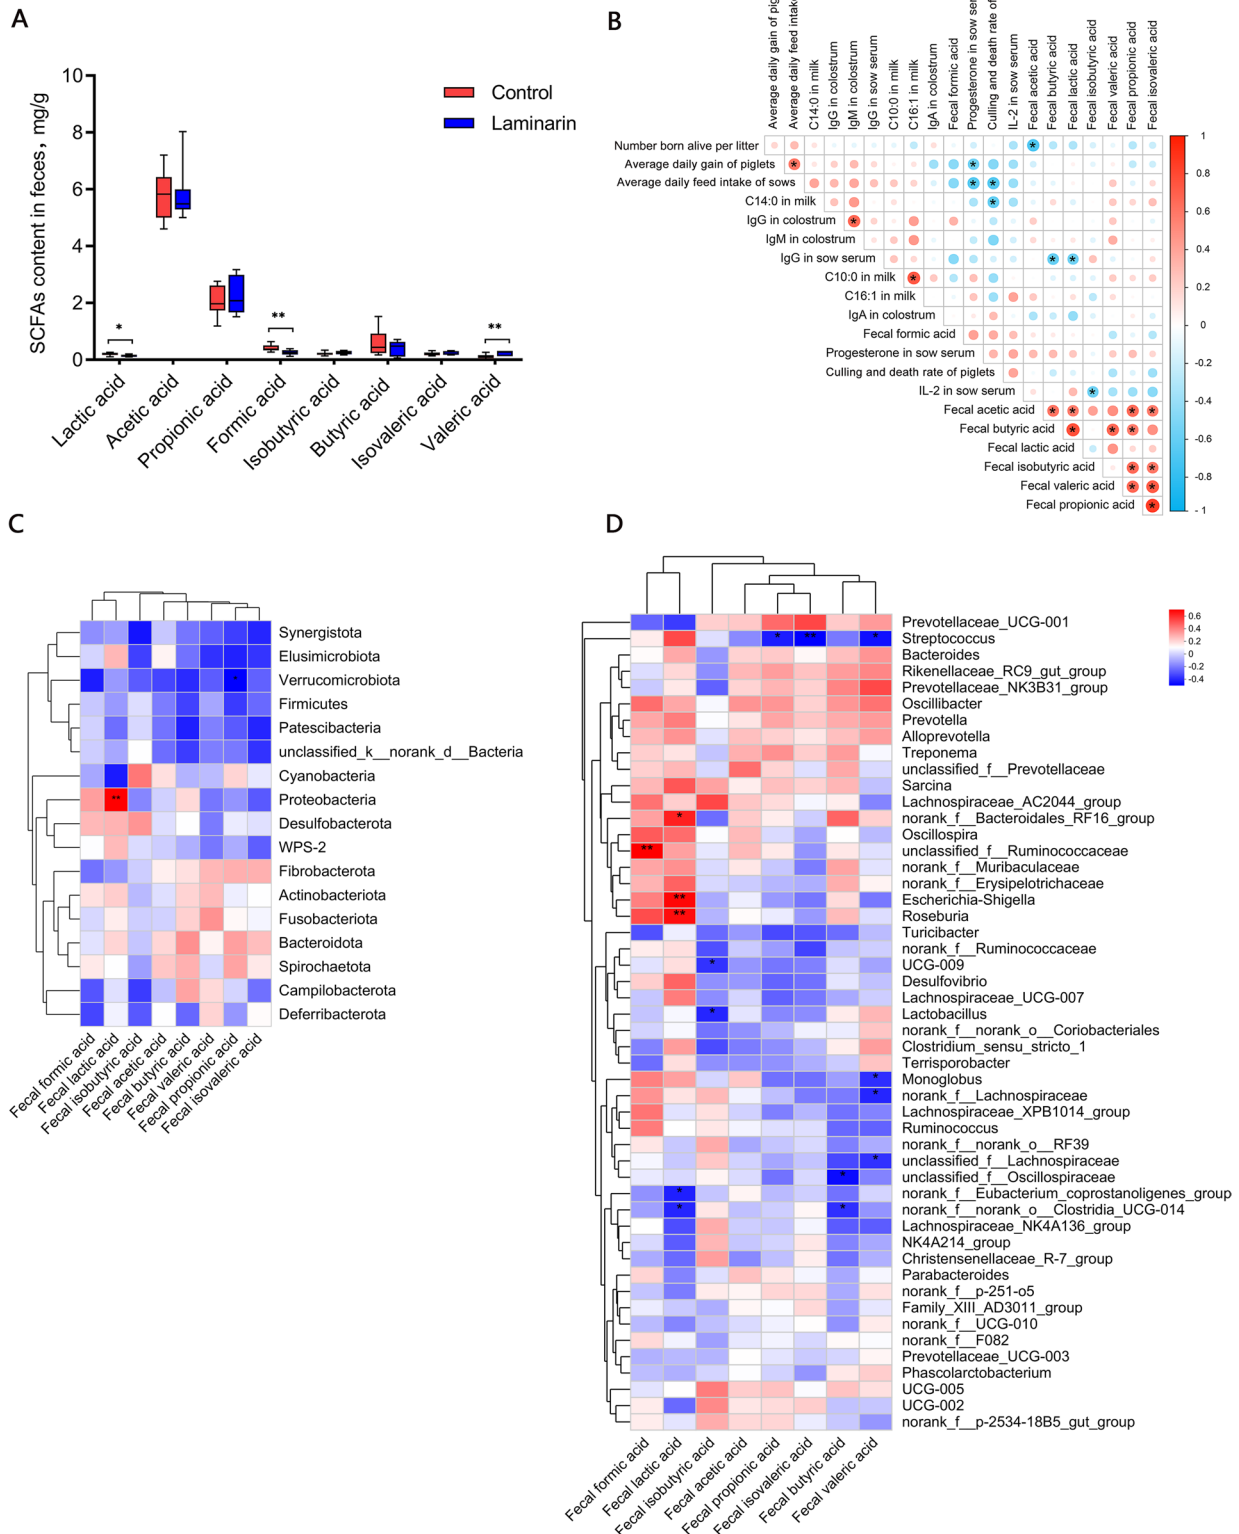 A
SCFAs content in feces, mg/g
10
8
6
4
2
0
Control
Laminarin
*
**
**
Lactic acid
Acetic acid
Propionic acid
Formic acid
Isobutyric acid
Butyric acid
Isovaleric acid
Valeric acid
B
Average daily gain of pig
Average daily feed intake
C14:0 in milk
IgG in colostrum
IgM in colostrum
IgG in sow serum
C10:0 in milk
C16:1 in milk
IgA in colostrum
Fecal formic acid
Progesterone in sow ser
Culling and death rate of
IL-2 in sow serum
Fecal acetic acid
Fecal butyric acid
Fecal lactic acid
Fecal isobutyric acid
Fecal valeric acid
Fecal propionic acid
Fecal isovaleric acid
Number born alive per litter
Average daily gain of piglets
Average daily feed intake of sows
C14:0 in milk
IgG in colostrum
IgM in colostrum
IgG in sow serum
C10:0 in milk
C16:1 in milk
IgA in colostrum
Fecal formic acid
Progesterone in sow serum
Culling and death rate of piglets
IL-2 in sow serum
Fecal acetic acid
Fecal butyric acid
Fecal lactic acid
Fecal isobutyric acid
Fecal valeric acid
Fecal propionic acid
1
0.8
0.6
0.4
0.2
0
-0.2
-0.4
-0.6
-0.8
- 1
C
Synergistota
Elusimicrobiota
Verrucomicrobiota
Firmicutes
Patescibacteria
unclassified_k__norank_d__Bacteria
Cyanobacteria
Proteobacteria
Desulfobacterota
WPS-2
Fibrobacterota
Actinobacteriota
Fusobacteriota
Bacteroidota
Spirochaetota
Campilobacterota
Deferribacterota
Fecal formic acid
Fecal lactic acid
Fecal isobutyric acid
Fecal acetic acid
Fecal butyric acid
Fecal valeric acid
Fecal propionic acid
Fecal isovaleric acid
D
Prevotellaceae_UCG-001
Streptococcus
Bacteroides
Rikenellaceae_RC9_gut_group
Prevotellaceae_NK3B31_group
Oscillibacter
Prevotella
Alloprevotella
Treponema
unclassified_f__Prevotellaceae
Sarcina
Lachnospiraceae_AC2044_group
norank_f__Bacteroidales_RF16_group
Oscillospira
unclassified_f__Ruminococcaceae
norank_f__Muribaculaceae
norank_f__Erysipelotrichaceae
Escherichia-Shigella
Roseburia
Turicibacter
norank_f__Ruminococcaceae
UCG-009
Desulfovibrio
Lachnospiraceae_UCG-007
Lactobacillus
norank_f__norank_o__Coriobacteriales
Clostridium_sensu_stricto_1
Terrisporobacter
Monoglobus
norank_f__Lachnospiraceae
Lachnospiraceae_XPB1014_group
Ruminococcus
norank_f__norank_o__RF39
unclassified_f__Lachnospiraceae
unclassified_f__Oscillospiraceae
norank_f__Eubacterium_coprostanoligenes_group
norank_f__norank_o__Clostridia_UCG-014
Lachnospiraceae_NK4A136_group
NK4A214_group
Christensenellaceae_R-7_group
Parabacteroides
norank_f__p-251-o5
Family_XIII_AD3011_group
norank_f__UCG-010
norank_f__F082
Prevotellaceae_UCG-003
Phascolarctobacterium
UCG-005
UCG-002
norank_f__p-2534-18B5_gut_group
Fecal formic acid
Fecal lactic acid
Fecal isobutyric acid
Fecal acetic acid
Fecal propionic acid
Fecal isovaleric acid
Fecal butyric acid
Fecal valeric acid
0.6
0.4
0.2
0
-0.2
-0.4